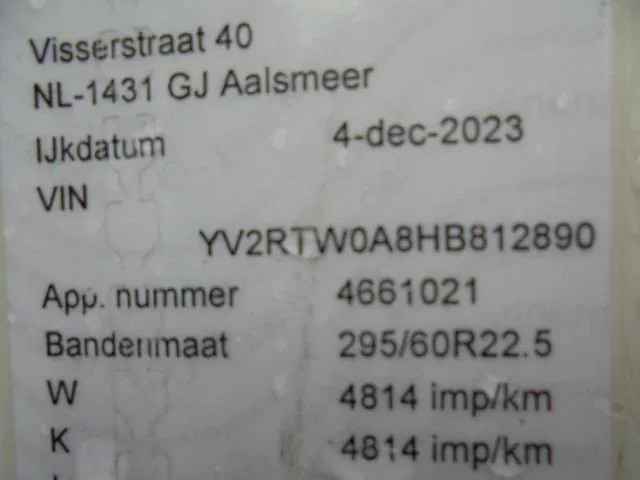 Visserstraat 40
NL-1431 GJ Aalsmeer
IJkdatum 4-dec-2023
VIN
YV2RTW0A8HB812890
App. nummer 4661021
Bandenmaat 295/60R22.5
W 4814 imp/km
K 4814 imp/km